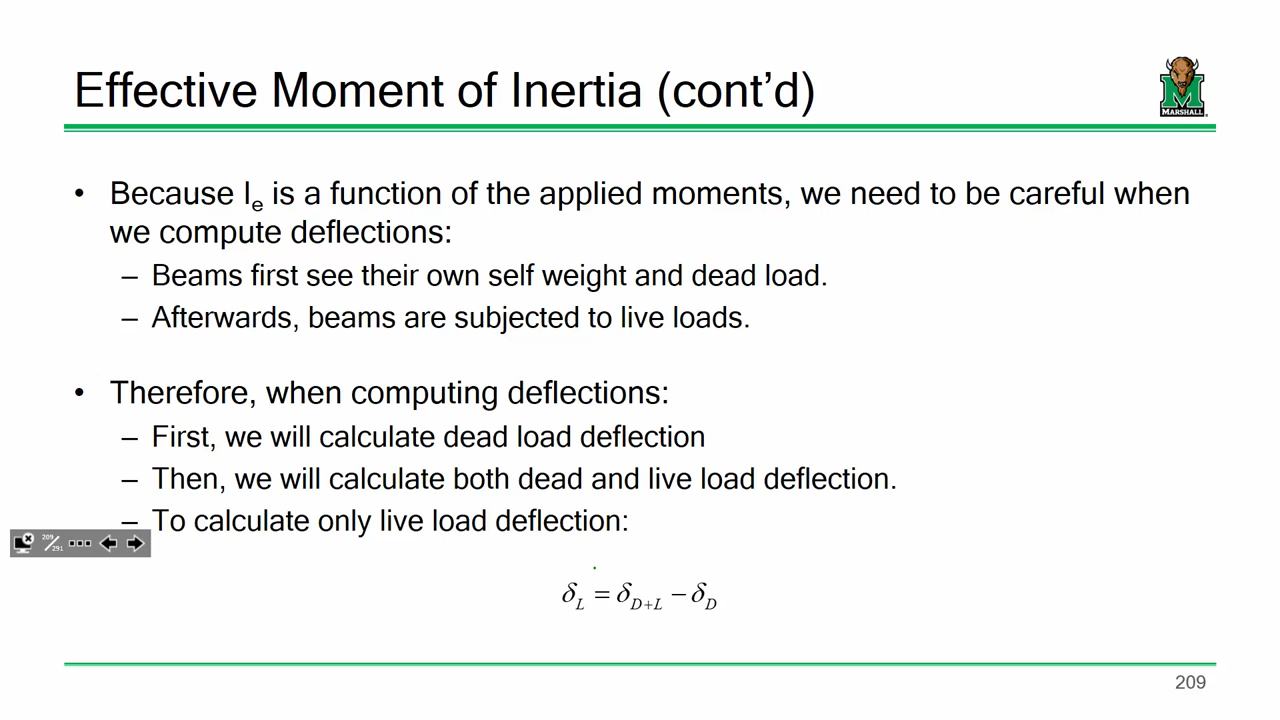 Effective Moment of Inertia (cont’d)
MARSHALL
• Because Ie is a function of the applied moments, we need to be careful when
we compute deflections:
– Beams first see their own self weight and dead load.
– Afterwards, beams are subjected to live loads.
• Therefore, when computing deflections:
– First, we will calculate dead load deflection
– Then, we will calculate both dead and live load deflection.
– To calculate only live load deflection:
209/291
δL = δD+L − δD
209